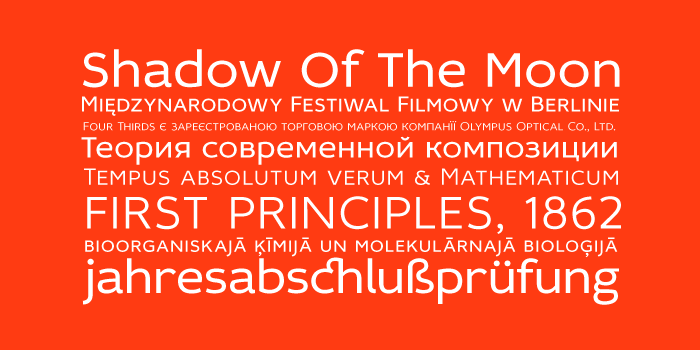 Shadow Of The Moon
Międzynarodowy Festiwal Filmowy w Berlinie
Four Thirds є зареєстрованою торговою маркою компанії Olympus Optical Co., Ltd.
Теория современной композиции
Tempus absolutum verum & Mathematicum
FIRST PRINCIPLES, 1862
bioorganiskajā ķīmijā un molekulārnajā bioloģijā
jahresabschlußprüfung